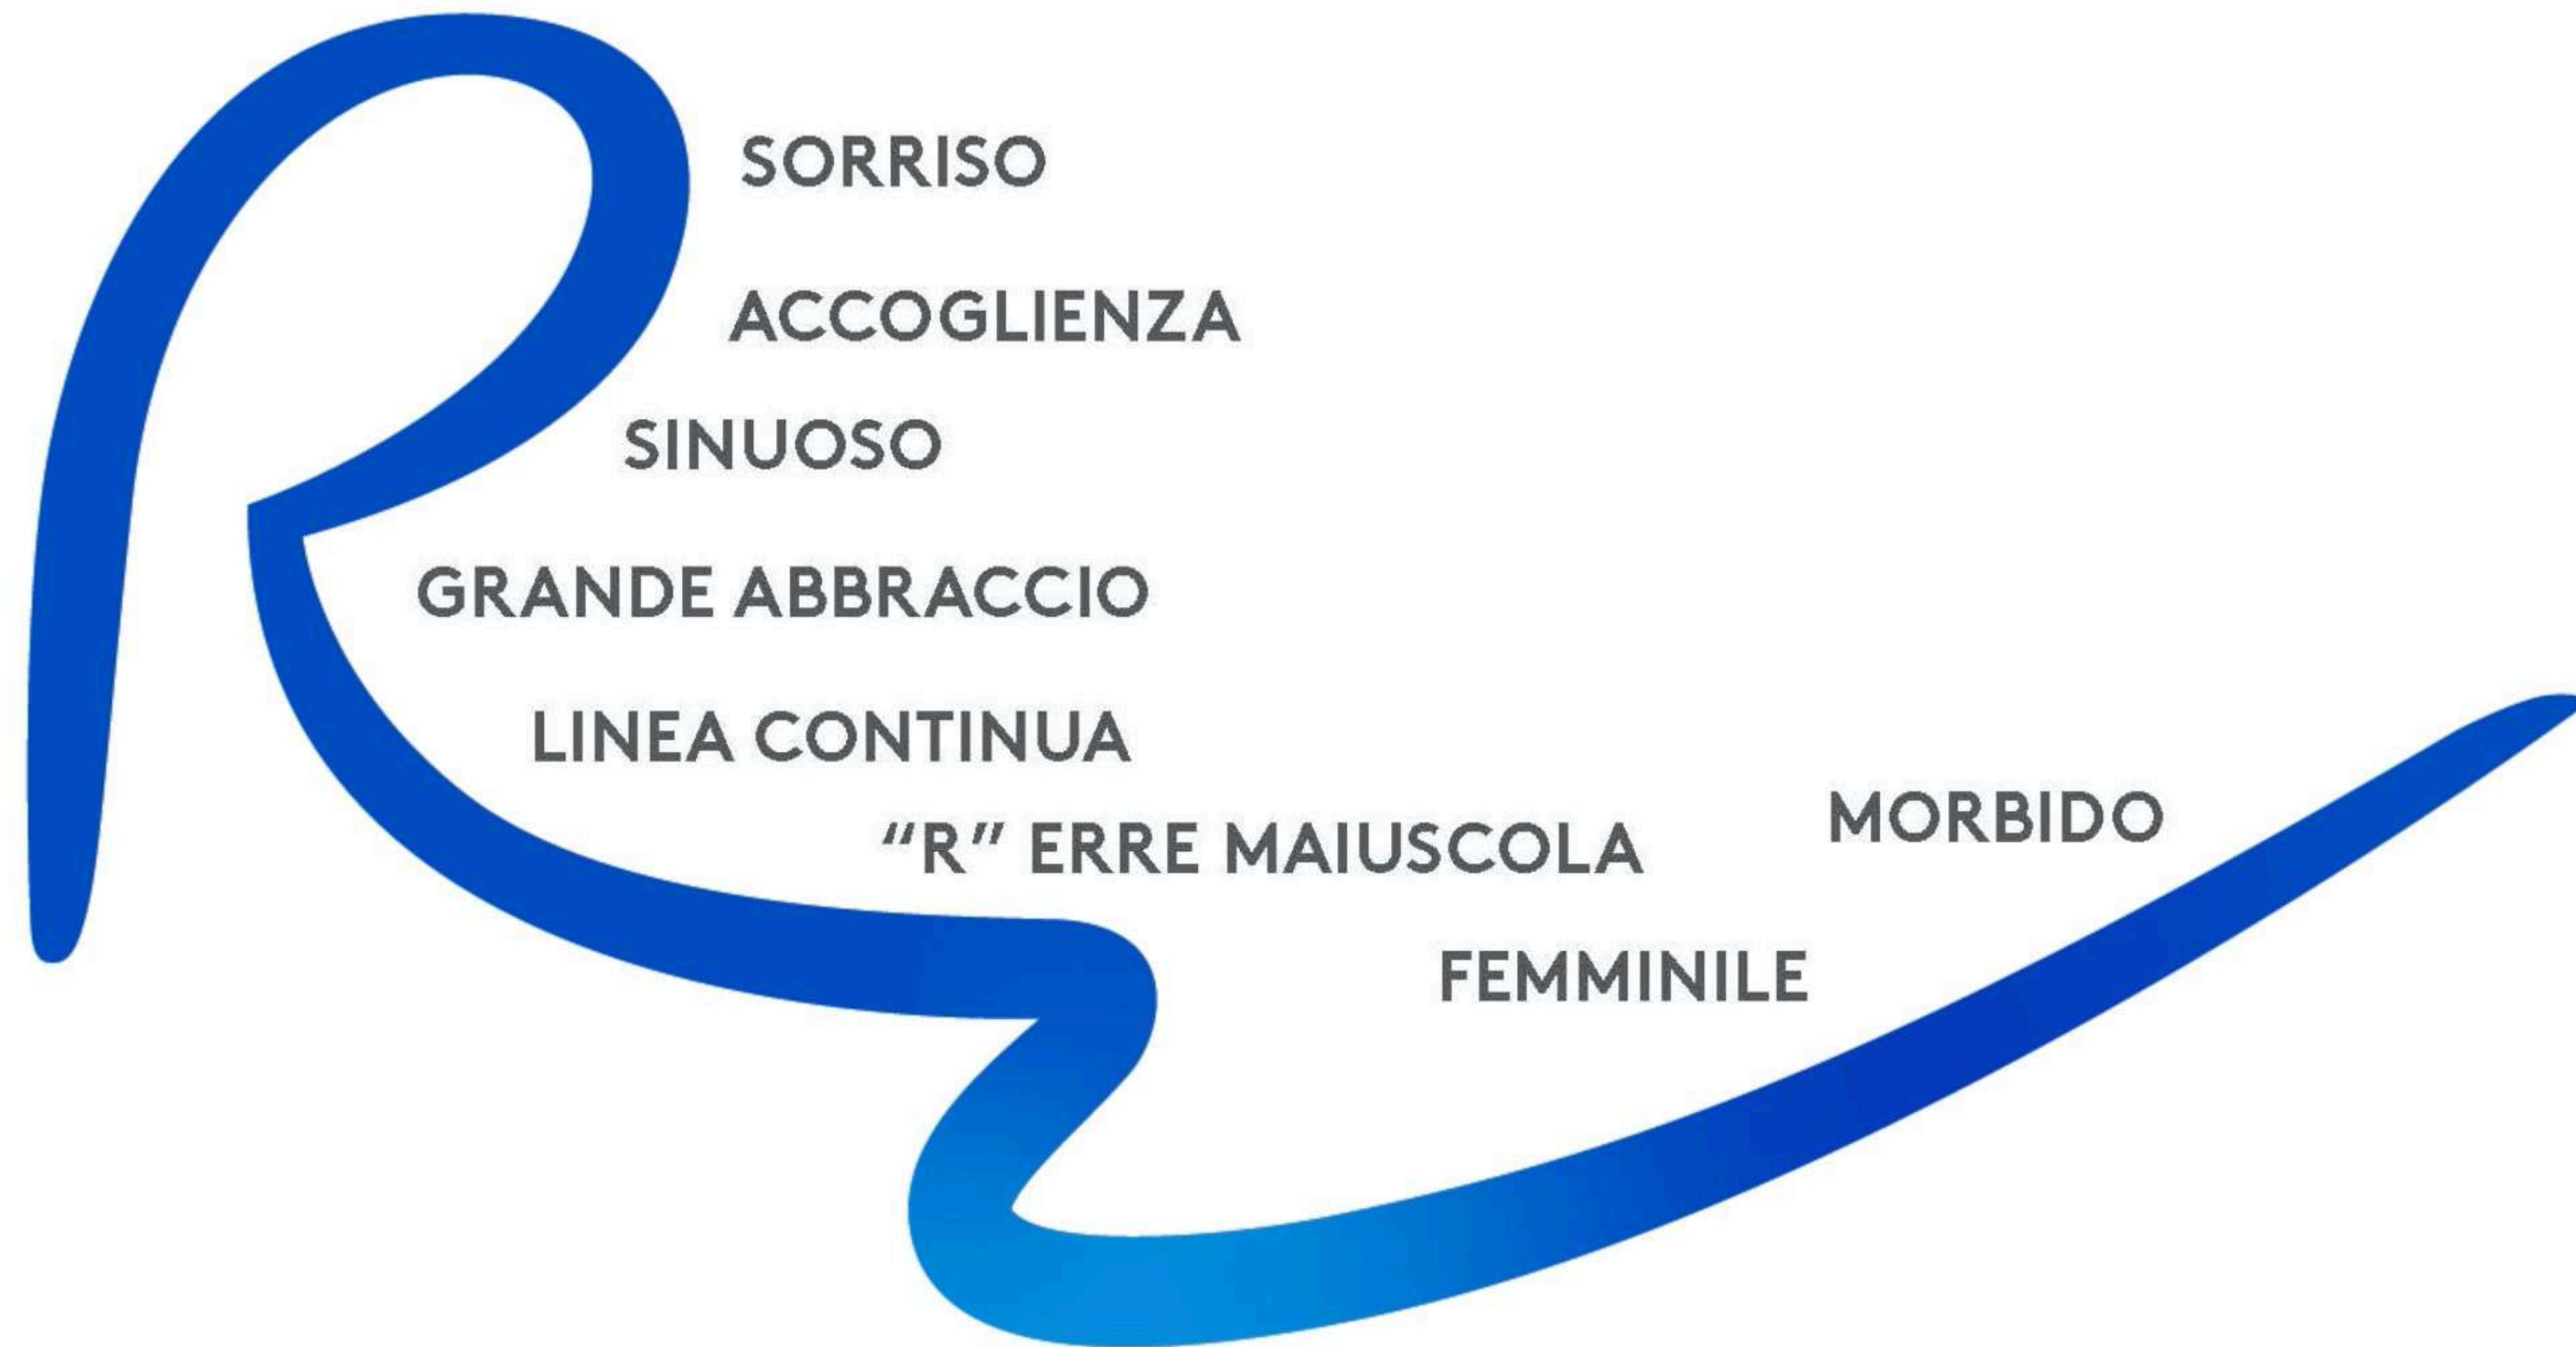 SORRISO
ACCOGLIENZA
SINUOSO
GRANDE ABBRACCIO
LINEA CONTINUA
“R” ERRE MAIUSCOLA
MORBIDO
FEMMINILE